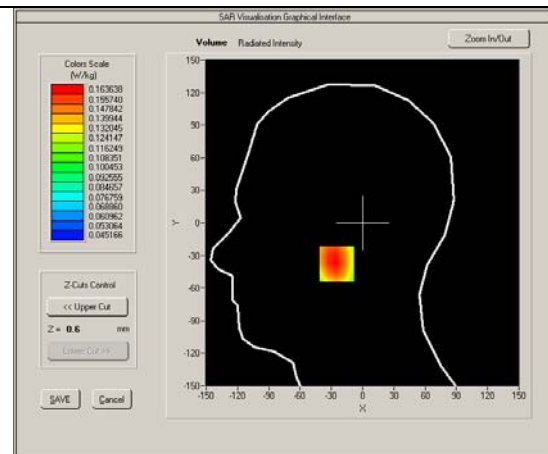 SAR Visualisation Graphical Interface
Volume Radiated Intensity
Zoom In/Out
Colors Scale
(W/kg)
0.163638
0.155740
0.147842
0.139944
0.132045
0.124147
0.116249
0.108351
0.100453
0.092555
0.084657
0.076759
0.068860
0.060962
0.053064
0.045166
Z-Cuts Control
<< Upper Cut
Z = 0.6 mm
Lower Cut >>
SAVE Cancel
150
120
90
60
30
0
-30
-60
-90
-120
-150
Y
-150 -120 -90 -60 -30 0 30 60 90 120 150
X